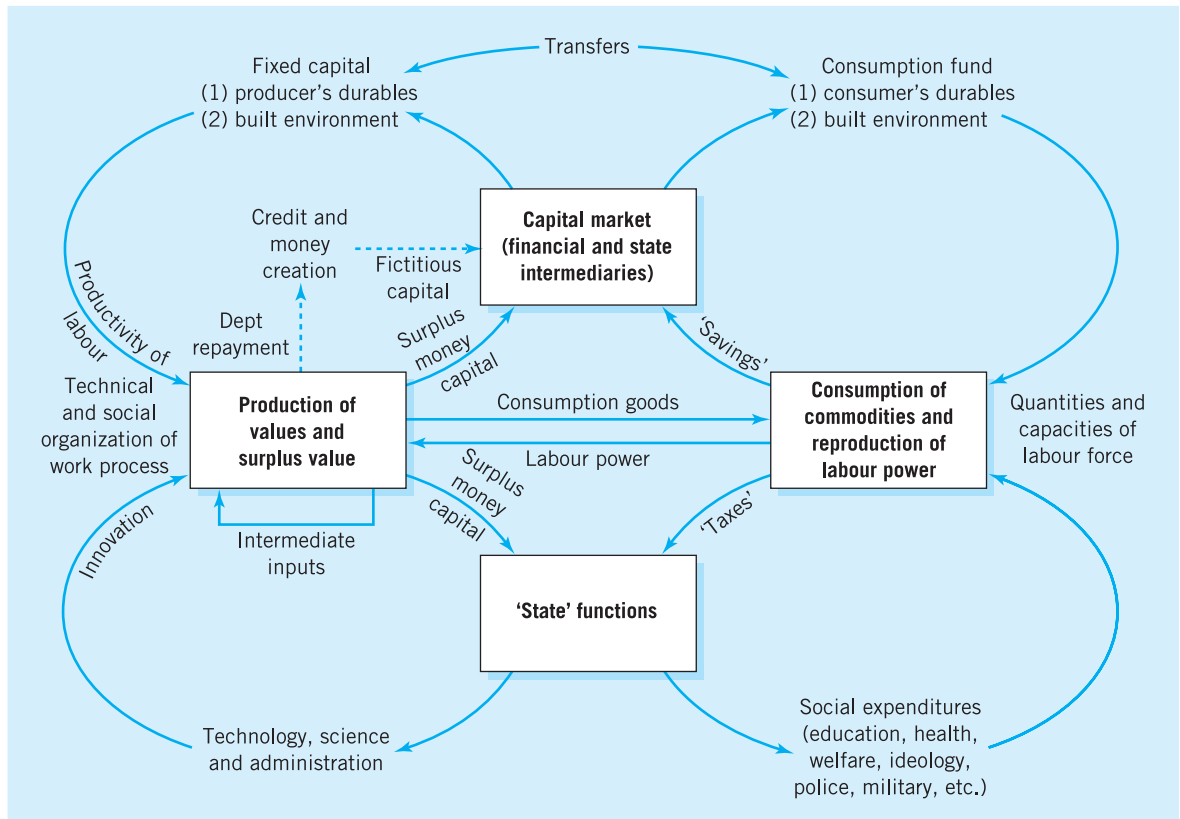 Transfers
Fixed capital
(1) producer's durables
(2) built environment
Consumption fund
(1) consumer's durables
(2) built environment
Capital market
(financial and state
intermediaries)
Credit and
money
creation
Fictitious
capital
Productivity of
labour
Dept
repayment
Surplus
money
capital
'Savings'
Technical
and social
organization of
work process
Production of
values and
surplus value
Consumption goods
Labour power
Consumption of
commodities and
reproduction of
labour power
Quantities and
capacities of
labour force
Surplus
money
capital
'Taxes'
Innovation
Intermediate
inputs
'State' functions
Technology, science
and administration
Social expenditures
(education, health,
welfare, ideology,
police, military, etc.)